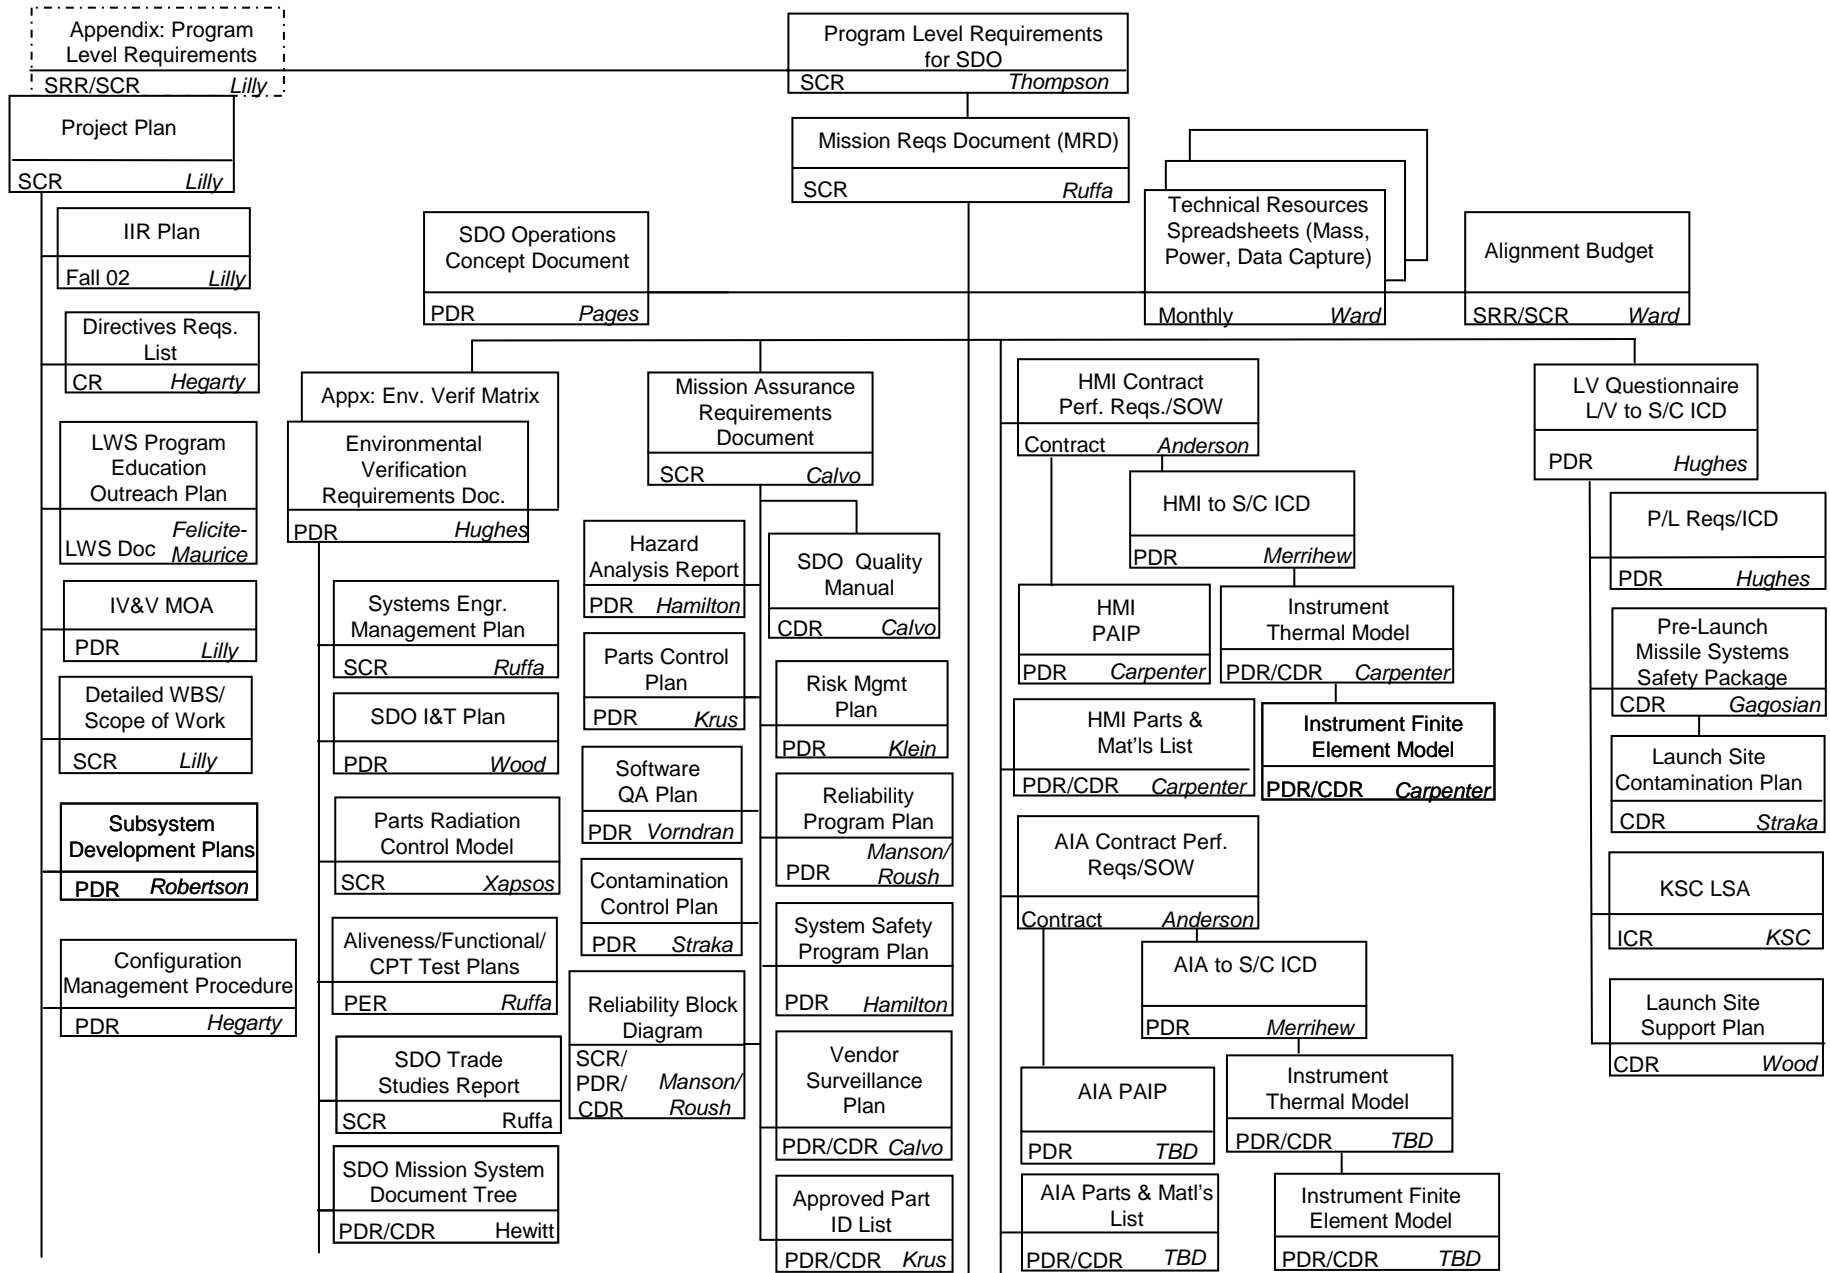 Appendix: Program
Level Requirements
SRR/SCR Lilly
Project Plan
SCR Lilly
IIR Plan
Fall 02 Lilly
Directives Reqs.
List
CR Hegarty
LWS Program
Education
Outreach Plan
LWS Doc Felicite-
Maurice
IV&V MOA
PDR Lilly
Detailed WBS/
Scope of Work
SCR Lilly
Subsystem
Development Plans
PDR Robertson
Configuration
Management Procedure
PDR Hegarty
Program Level Requirements
for SDO
SCR Thompson
Mission Reqs Document (MRD)
SCR Ruffa
SDO Operations
Concept Document
PDR Pages
Technical Resources
Spreadsheets (Mass,
Power, Data Capture)
Monthly Ward
Alignment Budget
SRR/SCR Ward
Appx: Env. Verif Matrix
Environmental
Verification
Requirements Doc.
PDR Hughes
Systems Engr.
Management Plan
SCR Ruffa
SDO I&T Plan
PDR Wood
Parts Radiation
Control Model
SCR Xapsos
Aliveness/Functional/
CPT Test Plans
PER Ruffa
SDO Trade
Studies Report
SCR Ruffa
SDO Mission System
Document Tree
PDR/CDR Hewitt
Mission Assurance
Requirements
Document
SCR Calvo
Hazard
Analysis Report
PDR Hamilton
Parts Control
Plan
PDR Krus
Software
QA Plan
PDR Vorndran
Contamination
Control Plan
PDR Straka
Reliability Block
Diagram
SCR/
PDR/ Manson/
CDR Roush
SDO Quality
Manual
CDR Calvo
Risk Mgmt
Plan
PDR Klein
Reliability
Program Plan
Manson/
PDR Roush
System Safety
Program Plan
PDR Hamilton
Vendor
Surveillance
Plan
PDR/CDR Calvo
Approved Part
ID List
PDR/CDR Krus
HMI Contract
Perf. Reqs./SOW
Contract Anderson
HMI to S/C ICD
PDR Merrihew
HMI
PAIP
PDR Carpenter
Instrument
Thermal Model
PDR/CDR Carpenter
HMI Parts &
Mat'ls List
PDR/CDR Carpenter
Instrument Finite
Element Model
PDR/CDR Carpenter
AIA Contract Perf.
Reqs/SOW
Contract Anderson
AIA to S/C ICD
PDR Merrihew
AIA PAIP
PDR TBD
Instrument
Thermal Model
PDR/CDR TBD
AIA Parts & Matl's
List
PDR/CDR TBD
Instrument Finite
Element Model
PDR/CDR TBD
LV Questionnaire
L/V to S/C ICD
PDR Hughes
P/L Reqs/ICD
PDR Hughes
Pre-Launch
Missile Systems
Safety Package
CDR Gagosian
Launch Site
Contamination Plan
CDR Straka
KSC LSA
ICR KSC
Launch Site
Support Plan
CDR Wood